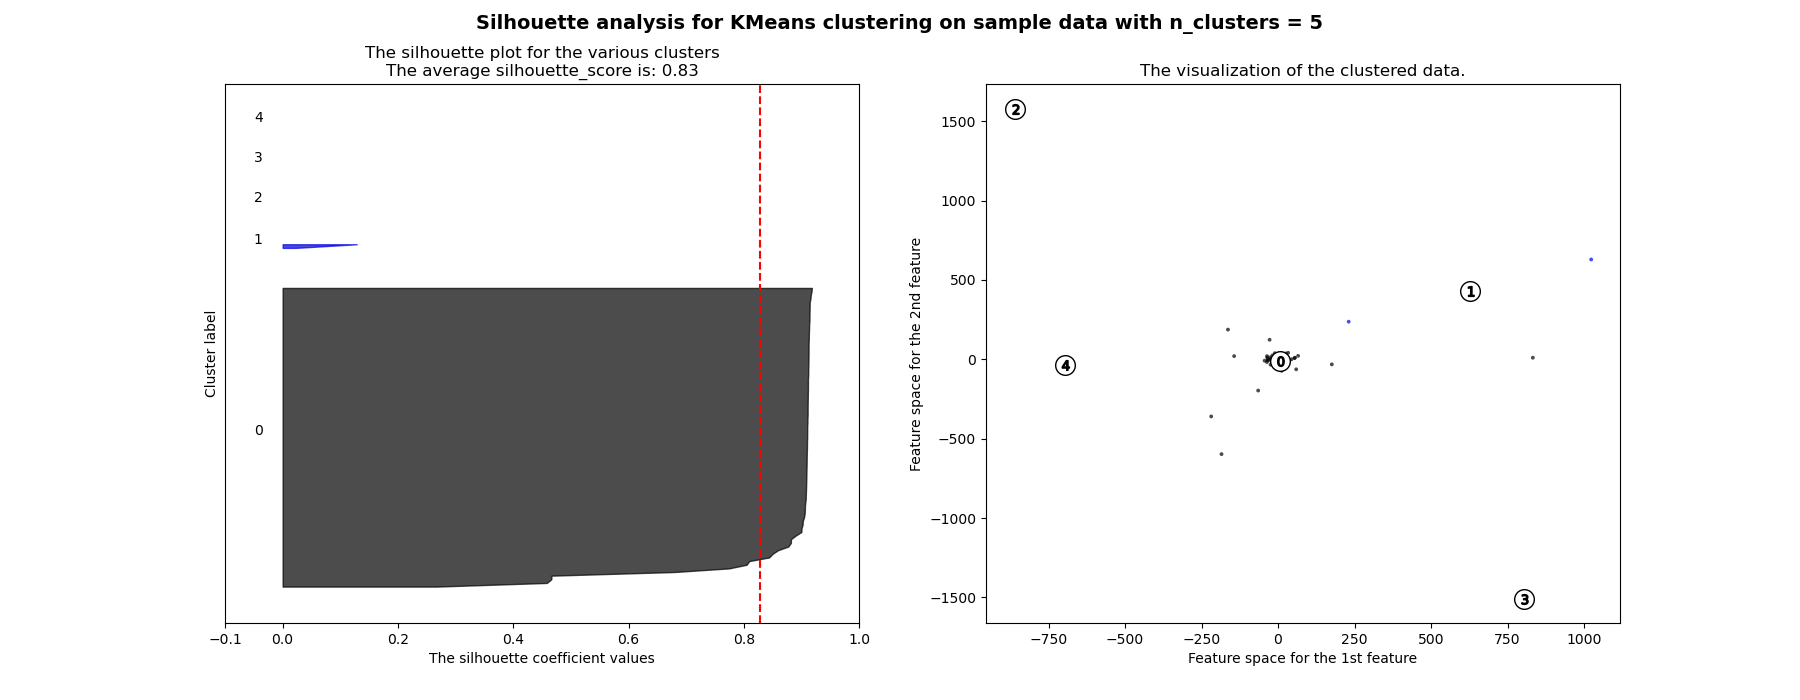 Silhouette analysis for KMeans clustering on sample data with n_clusters = 5
The silhouette plot for the various clusters
The average silhouette_score is: 0.83
4
3
2
1
0
Cluster label
−0.1 0.0 0.2 0.4 0.6 0.8 1.0
The silhouette coefficient values
The visualization of the clustered data.
1500
1000
500
0
−500
−1000
−1500
Feature space for the 2nd feature
2
1
0
4
3
−750 −500 −250 0 250 500 750 1000
Feature space for the 1st feature